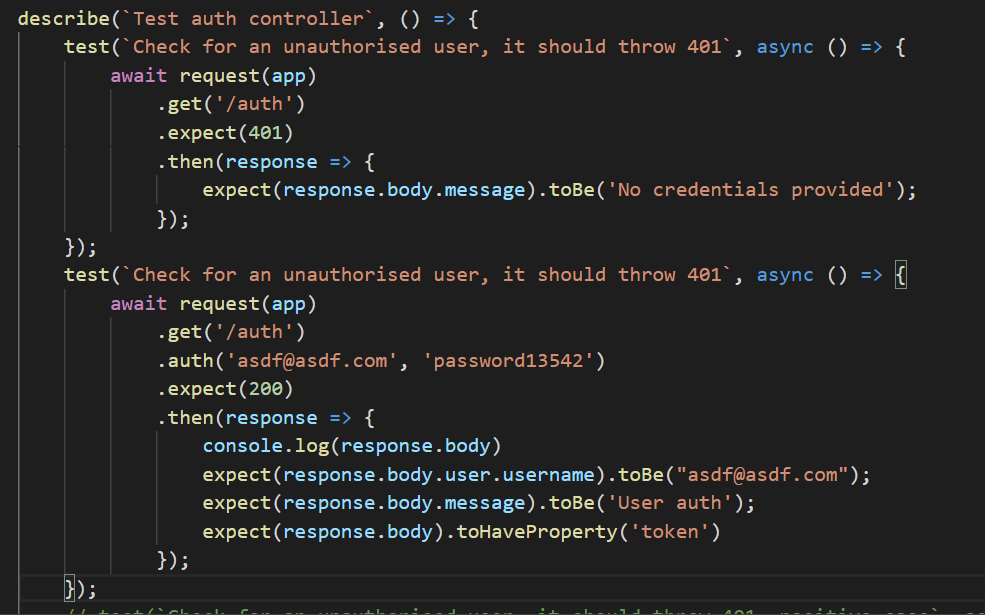 describe(`Test auth controller`, () => {
    test(`Check for an unauthorised user, it should throw 401`, async () => {
        await request(app)
            .get('/auth')
            .expect(401)
            .then(response => {
                expect(response.body.message).toBe('No credentials provided');
            });
    });
    test(`Check for an unauthorised user, it should throw 401`, async () => {
        await request(app)
            .get('/auth')
            .auth('asdf@asdf.com', 'password13542')
            .expect(200)
            .then(response => {
                console.log(response.body)
                expect(response.body.user.username).toBe("asdf@asdf.com");
                expect(response.body.message).toBe('User auth');
                expect(response.body).toHaveProperty('token')
            });
    });
    // test(`Check for an unauthorised user, it should throw 401, positive case`,